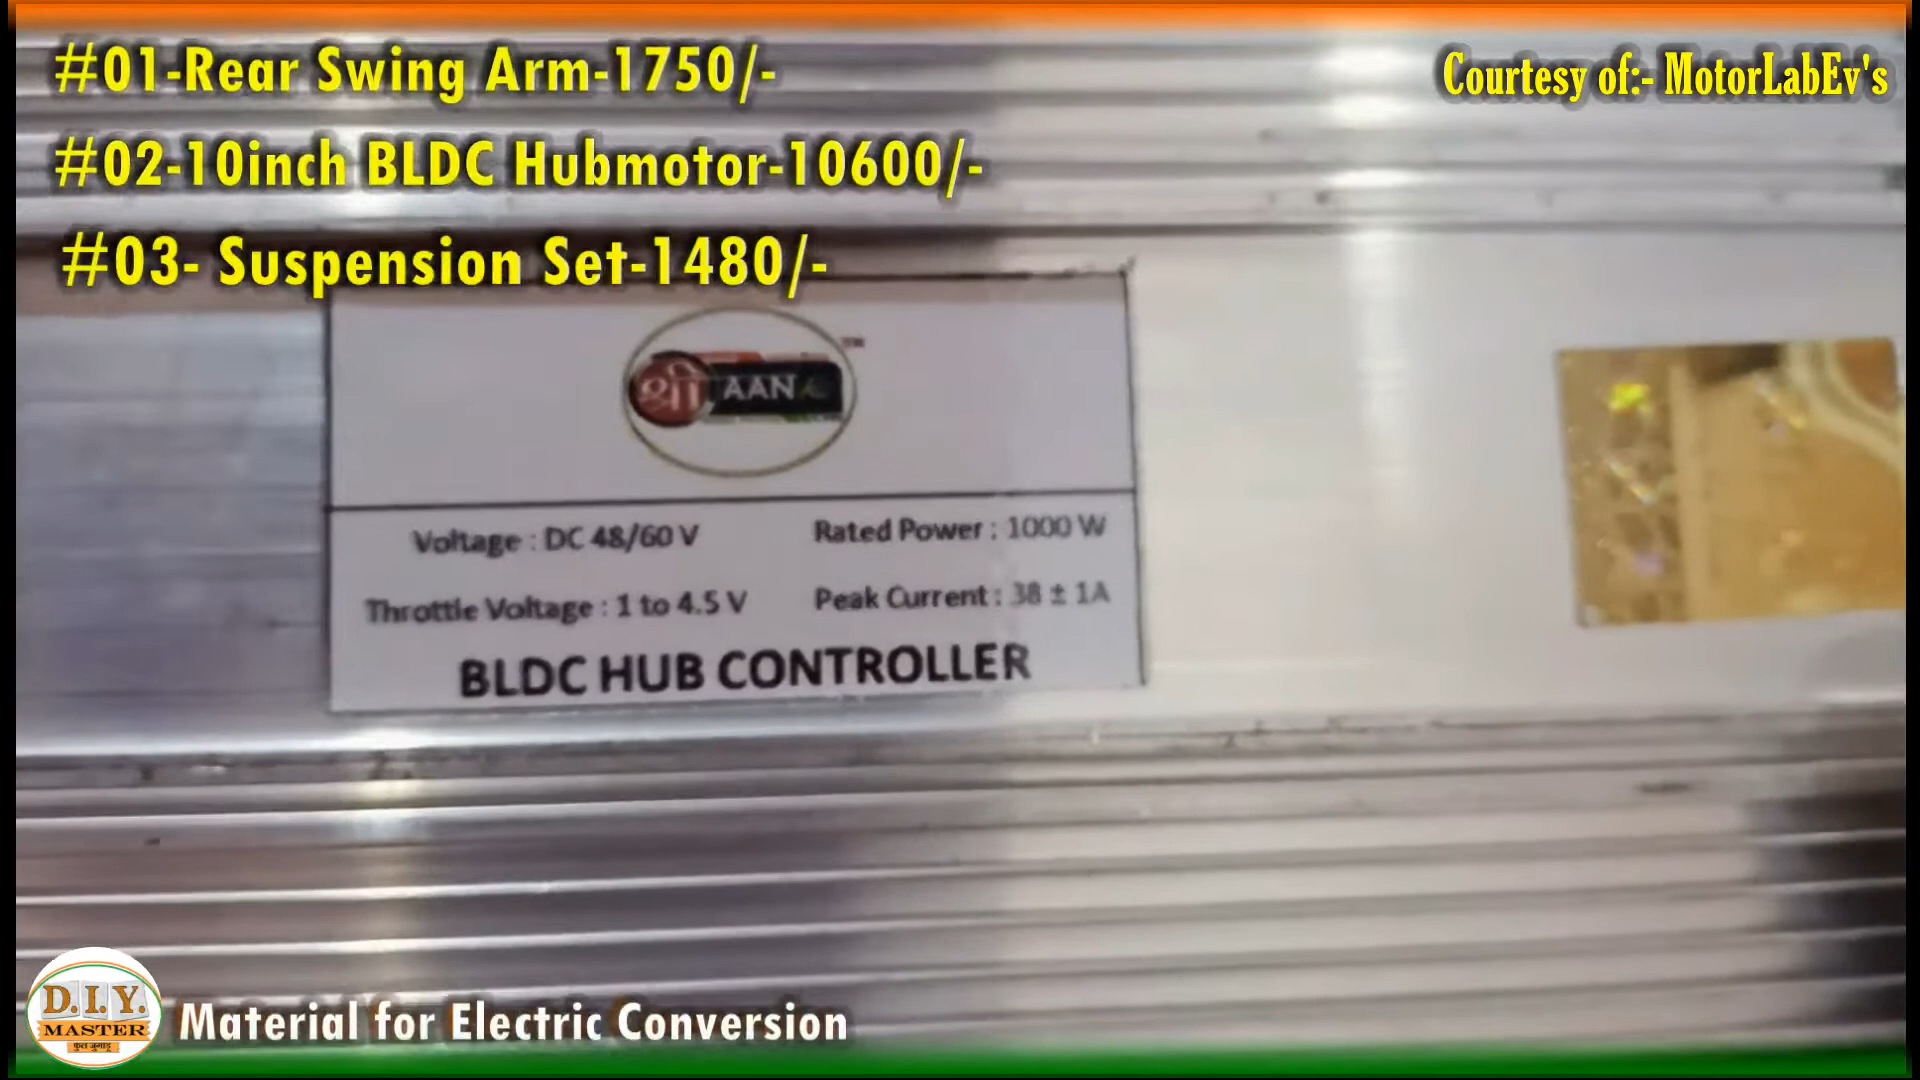 #01-Rear Swing Arm-1750/-
Courtesy of:- MotorLabEv's
#02-10inch BLDC Hubmotor-10600/-
#03- Suspension Set-1480/-
TM
श्री AAN
Voltage : DC 48/60 V
Rated Power : 1000 W
Throttle Voltage : 1 to 4.5 V
Peak Current : 38 ± 1A
BLDC HUB CONTROLLER
D.I.Y.
MASTER
फुल जुगाड़
Material for Electric Conversion